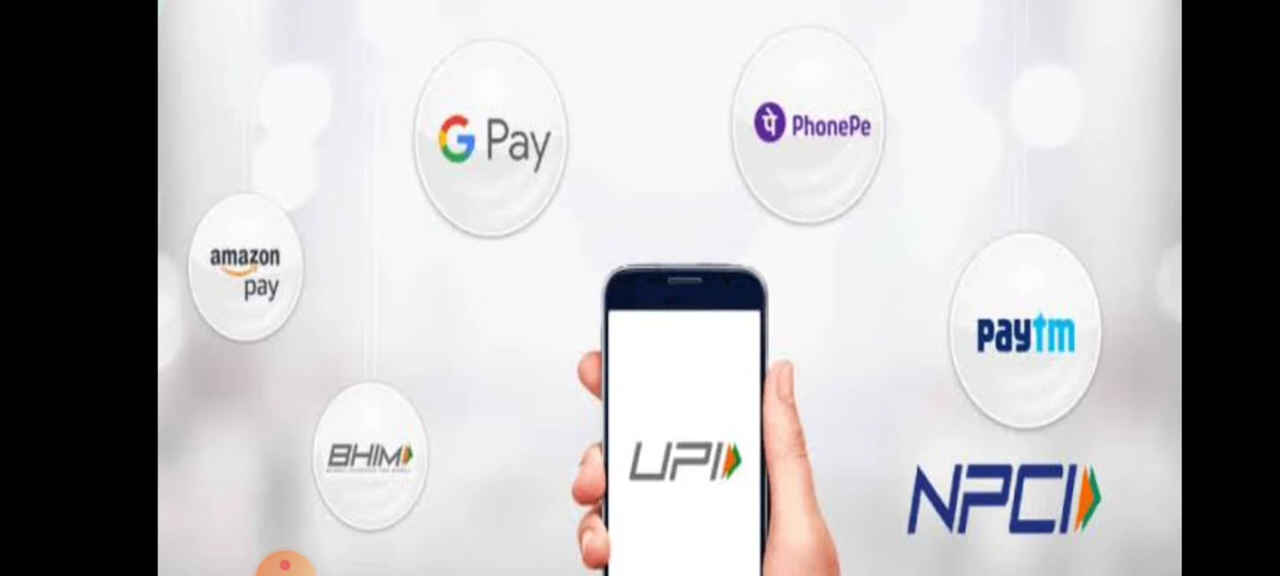 G Pay
पे PhonePe
amazon
pay
paytm
BHIM
UPI
NPCI